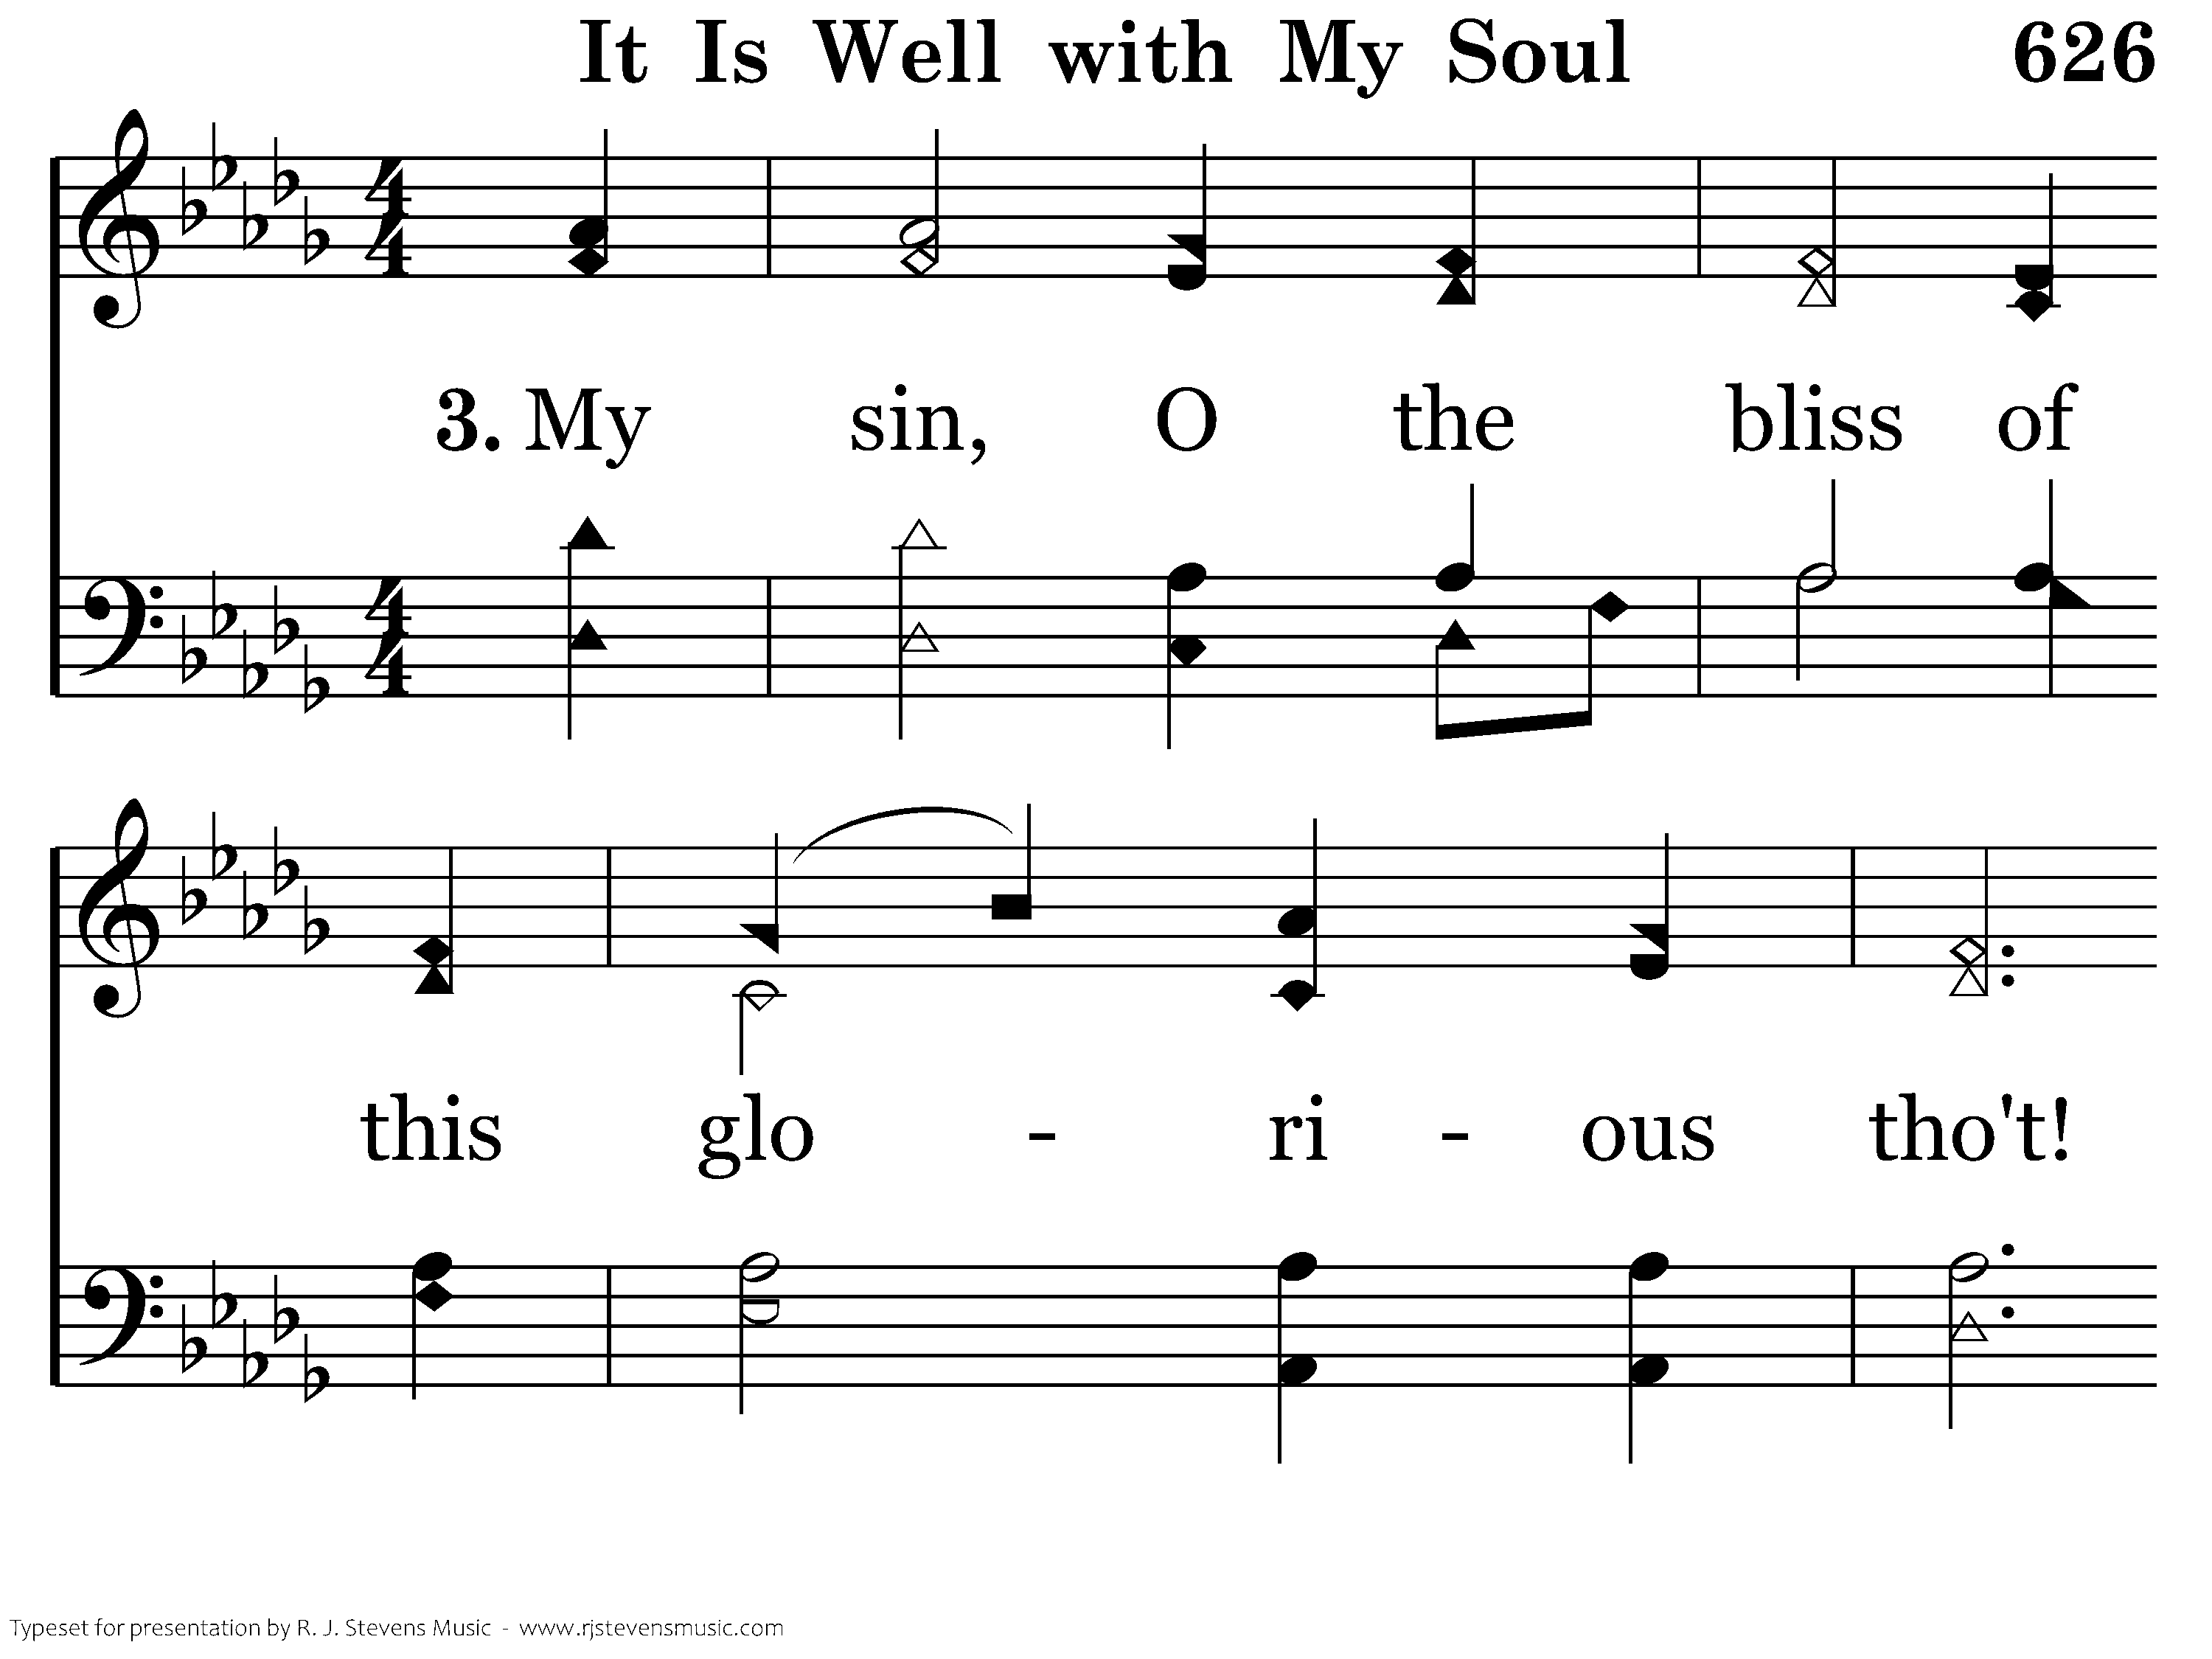 It Is Well with My Soul 626
3. My sin, O the bliss of
this glo - ri - ous tho't!
Typeset for presentation by R. J. Stevens Music - www.rjstevensmusic.com